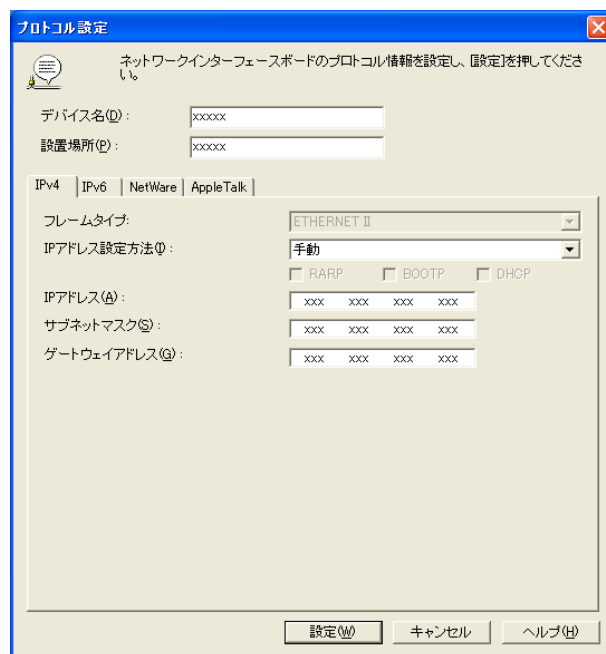 プロトコル設定
ネットワークインターフェースボードのプロトコル情報を設定し、[設定]を押してくださ
い。
デバイス名(D): xxxxx
設置場所(P): xxxxx
IPv4 IPv6 NetWare AppleTalk
フレームタイプ: ETHERNET II
IPアドレス設定方法(I): 手動
RARP BOOTP DHCP
IPアドレス(A): xxx xxx xxx xxx
サブネットマスク(S): xxx xxx xxx xxx
ゲートウェイアドレス(G): xxx xxx xxx xxx
設定(W) キャンセル ヘルプ(H)